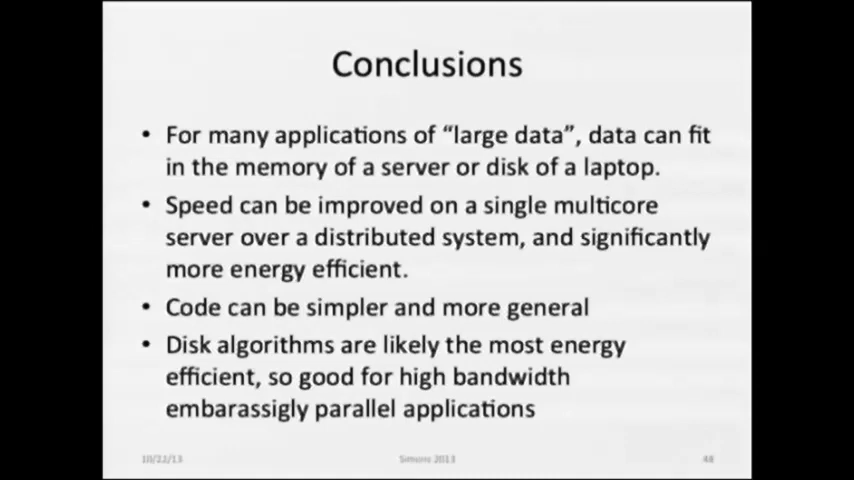 Conclusions
• For many applications of “large data”, data can fit
in the memory of a server or disk of a laptop.
• Speed can be improved on a single multicore
server over a distributed system, and significantly
more energy efficient.
• Code can be simpler and more general
• Disk algorithms are likely the most energy
efficient, so good for high bandwidth
embarassigly parallel applications
Simons 2013
48